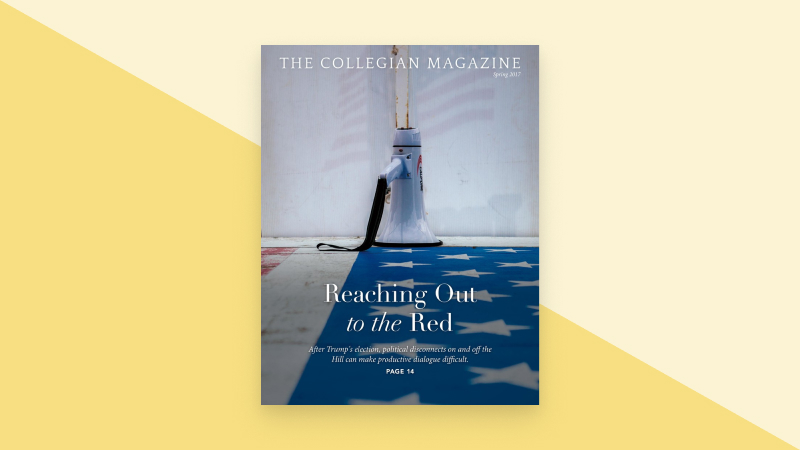 THE COLLEGIAN MAGAZINE
Spring 2017
Reaching Out
to the Red
After Trump's election, political disconnects on and off the
Hill can make productive dialogue difficult.
PAGE 14